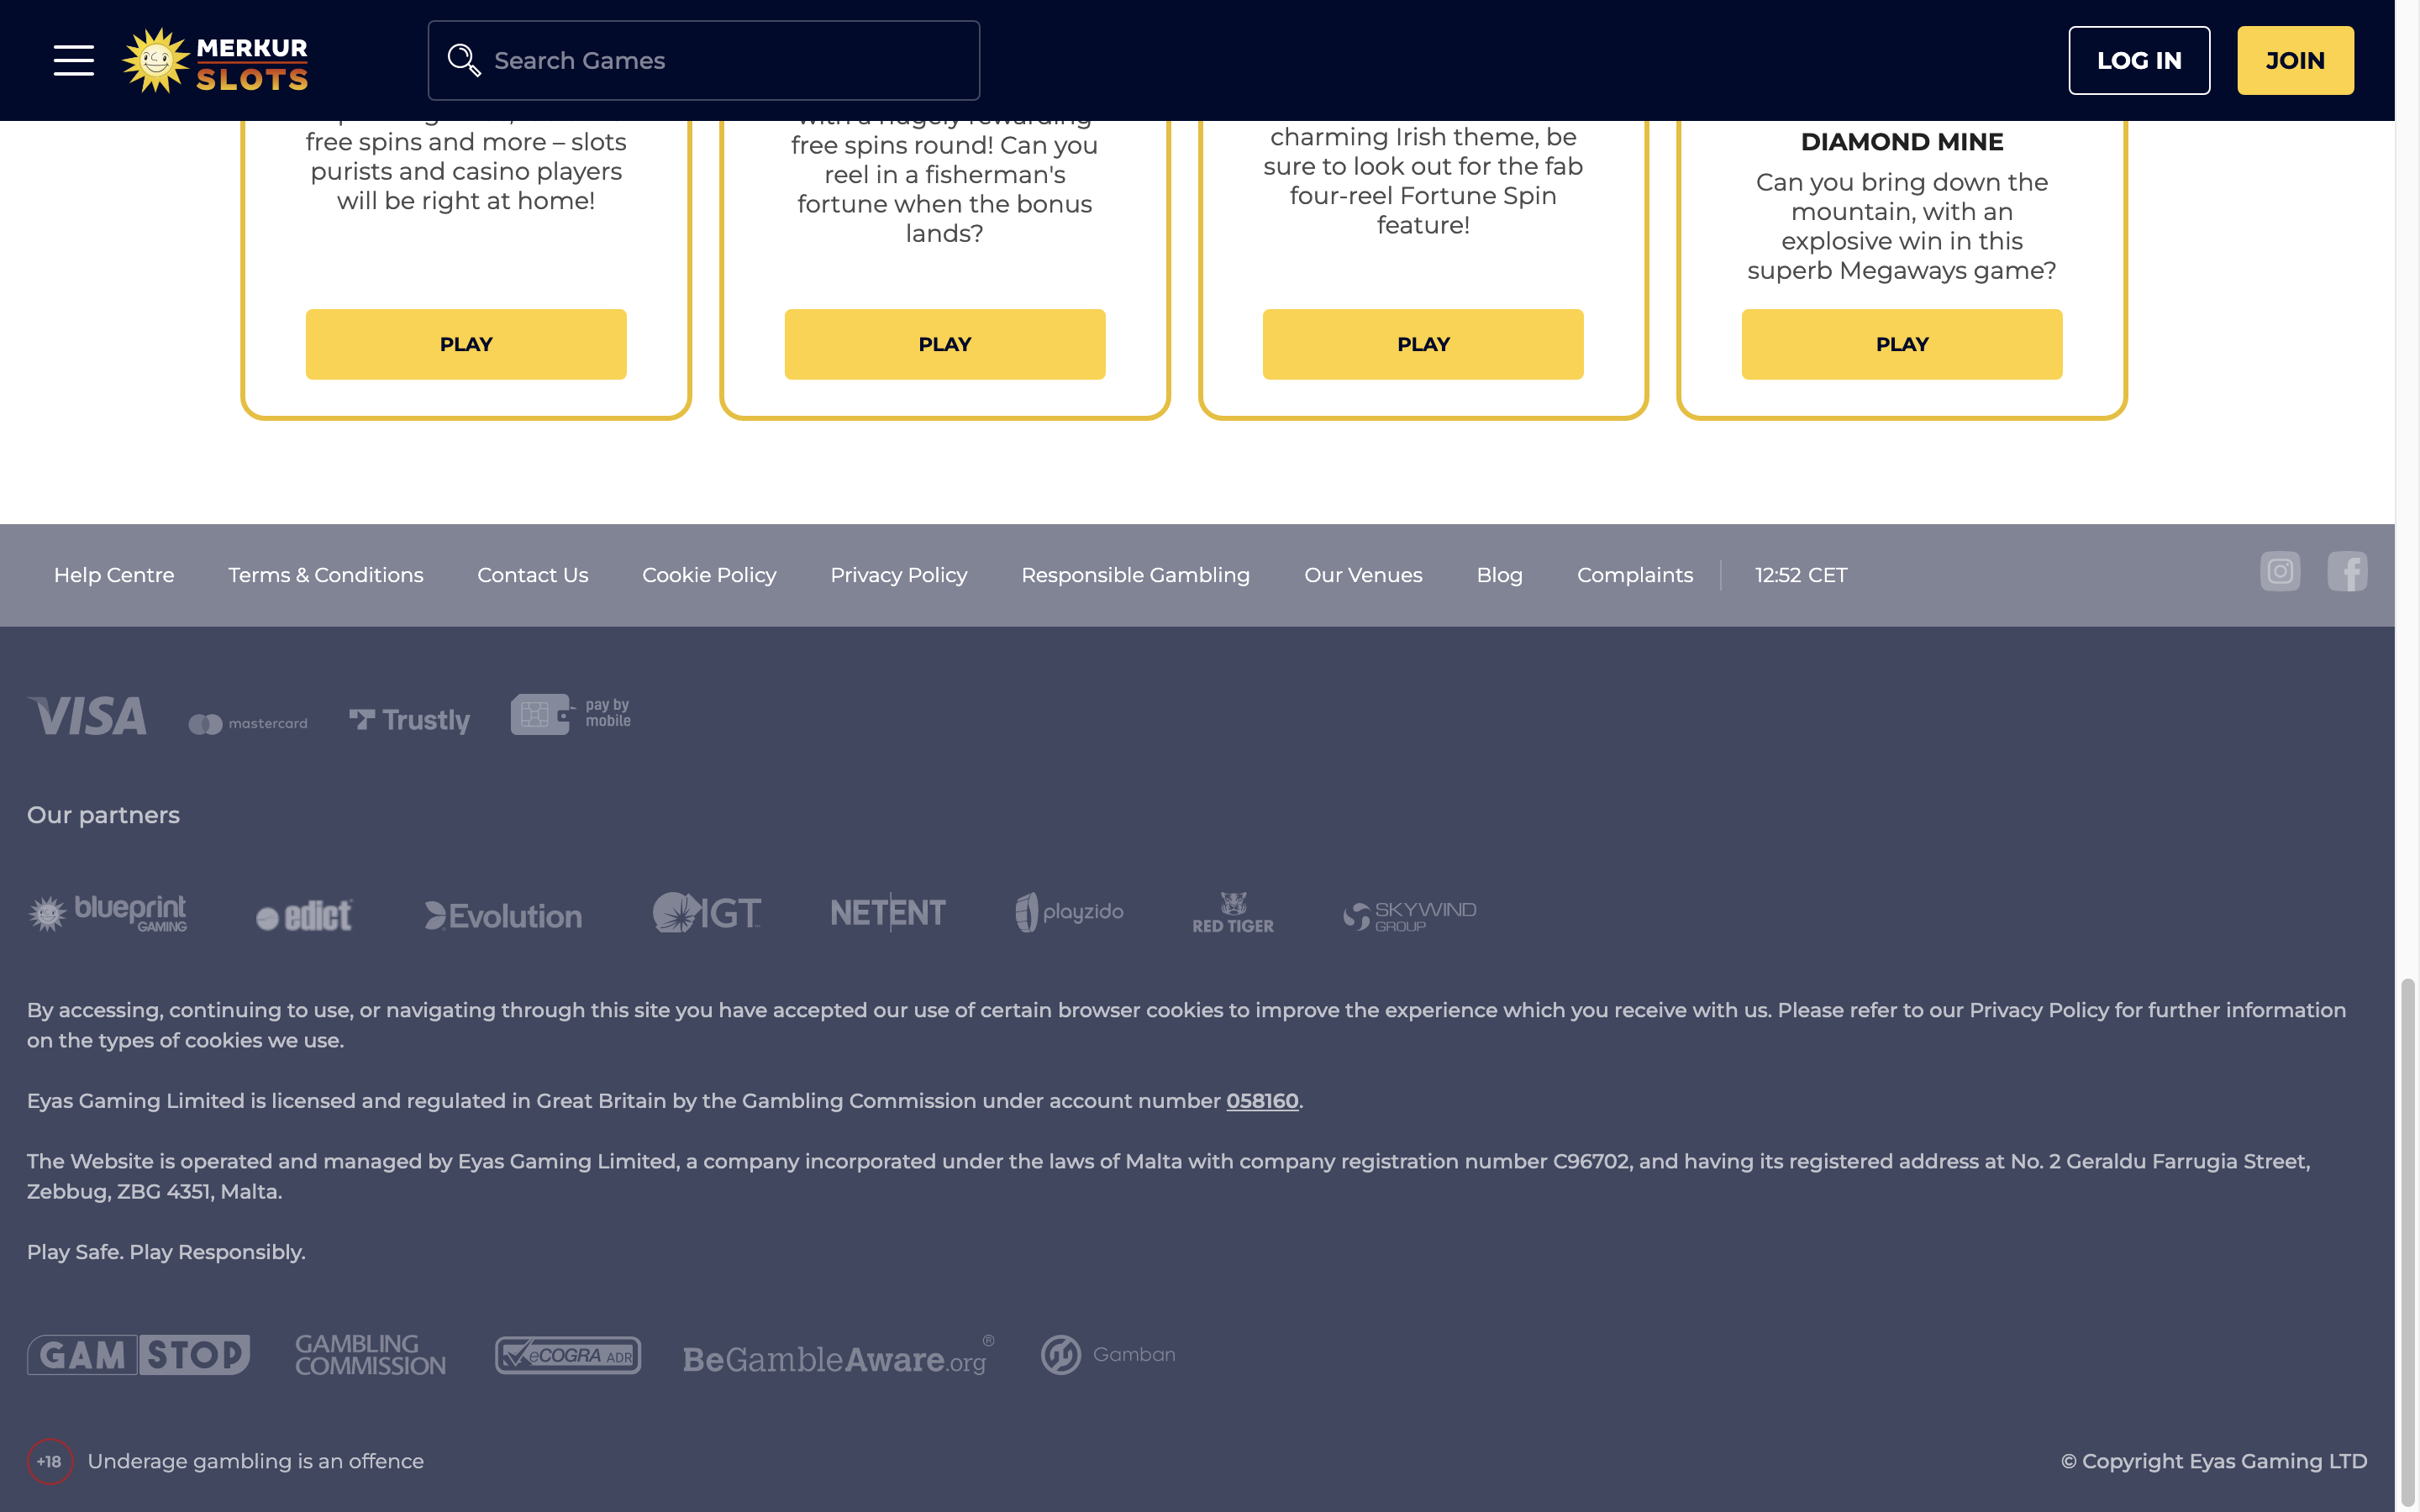 MERKUR
SLOTS
Search Games
LOG IN
JOIN
free spins and more – slots
purists and casino players
will be right at home!
PLAY
with a hugely rewarding
free spins round! Can you
reel in a fisherman's
fortune when the bonus
lands?
PLAY
charming Irish theme, be
sure to look out for the fab
four-reel Fortune Spin
feature!
PLAY
DIAMOND MINE
Can you bring down the
mountain, with an
explosive win in this
superb Megaways game?
PLAY
Help Centre
Terms & Conditions
Contact Us
Cookie Policy
Privacy Policy
Responsible Gambling
Our Venues
Blog
Complaints
12:52 CET
VISA
mastercard
Trustly
pay by
mobile
Our partners
blueprint
GAMING
edict
Evolution
IGT
NETENT
playzido
RED TIGER
SKYWIND
GROUP
By accessing, continuing to use, or navigating through this site you have accepted our use of certain browser cookies to improve the experience which you receive with us. Please refer to our Privacy Policy for further information
on the types of cookies we use.
Eyas Gaming Limited is licensed and regulated in Great Britain by the Gambling Commission under account number 058160.
The Website is operated and managed by Eyas Gaming Limited, a company incorporated under the laws of Malta with company registration number C96702, and having its registered address at No. 2 Geraldu Farrugia Street,
Zebbug, ZBG 4351, Malta.
Play Safe. Play Responsibly.
GAMSTOP
GAMBLING
COMMISSION
eCOGRA ADR
BeGambleAware.org®
Gamban
+18
Underage gambling is an offence
© Copyright Eyas Gaming LTD